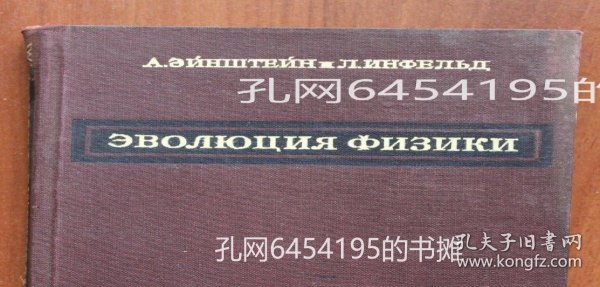 А.ЭЙНШТЕЙН и Л.ИНФЕЛЬД
孔网6454195的
ЭВОЛЮЦИЯ ФИЗИКИ
孔网6454195的书摊
孔夫子旧书网
www.kongfz.com